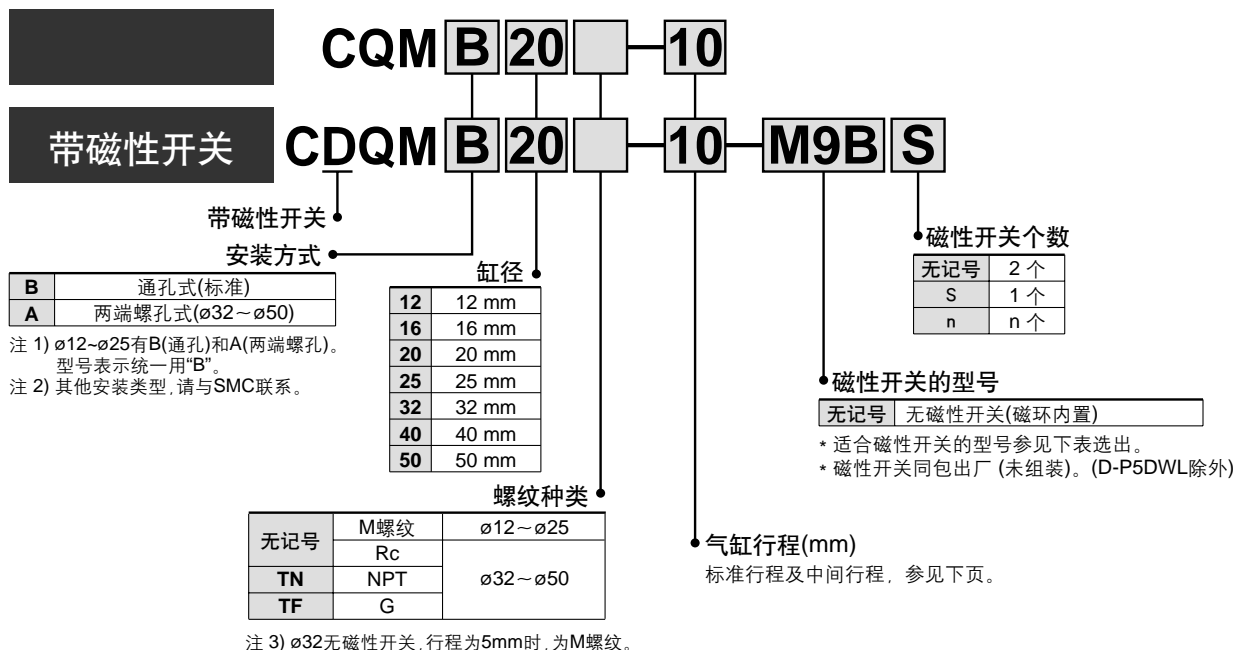 CQM B 20 - 10
带磁性开关 CDQM B 20 - 10 - M9B S
带磁性开关
安装方式
B 通孔式(标准)
A 两端螺孔式(ø32～ø50)
注 1) ø12~ø25有B(通孔)和A(两端螺孔)。
型号表示统一用“B”。
注 2) 其他安装类型,请与SMC联系。
缸径
12 12 mm
16 16 mm
20 20 mm
25 25 mm
32 32 mm
40 40 mm
50 50 mm
螺纹种类
无记号 M螺纹 ø12～ø25
Rc ø32～ø50
TN NPT
TF G
注 3) ø32无磁性开关,行程为5mm时,为M螺纹。
磁性开关个数
无记号 2 个
S 1 个
n n 个
磁性开关的型号
无记号 无磁性开关(磁环内置)
* 适合磁性开关的型号参见下表选出。
* 磁性开关同包出厂 (未组装)。(D-P5DWL除外)
气缸行程(mm)
标准行程及中间行程，参见下页。